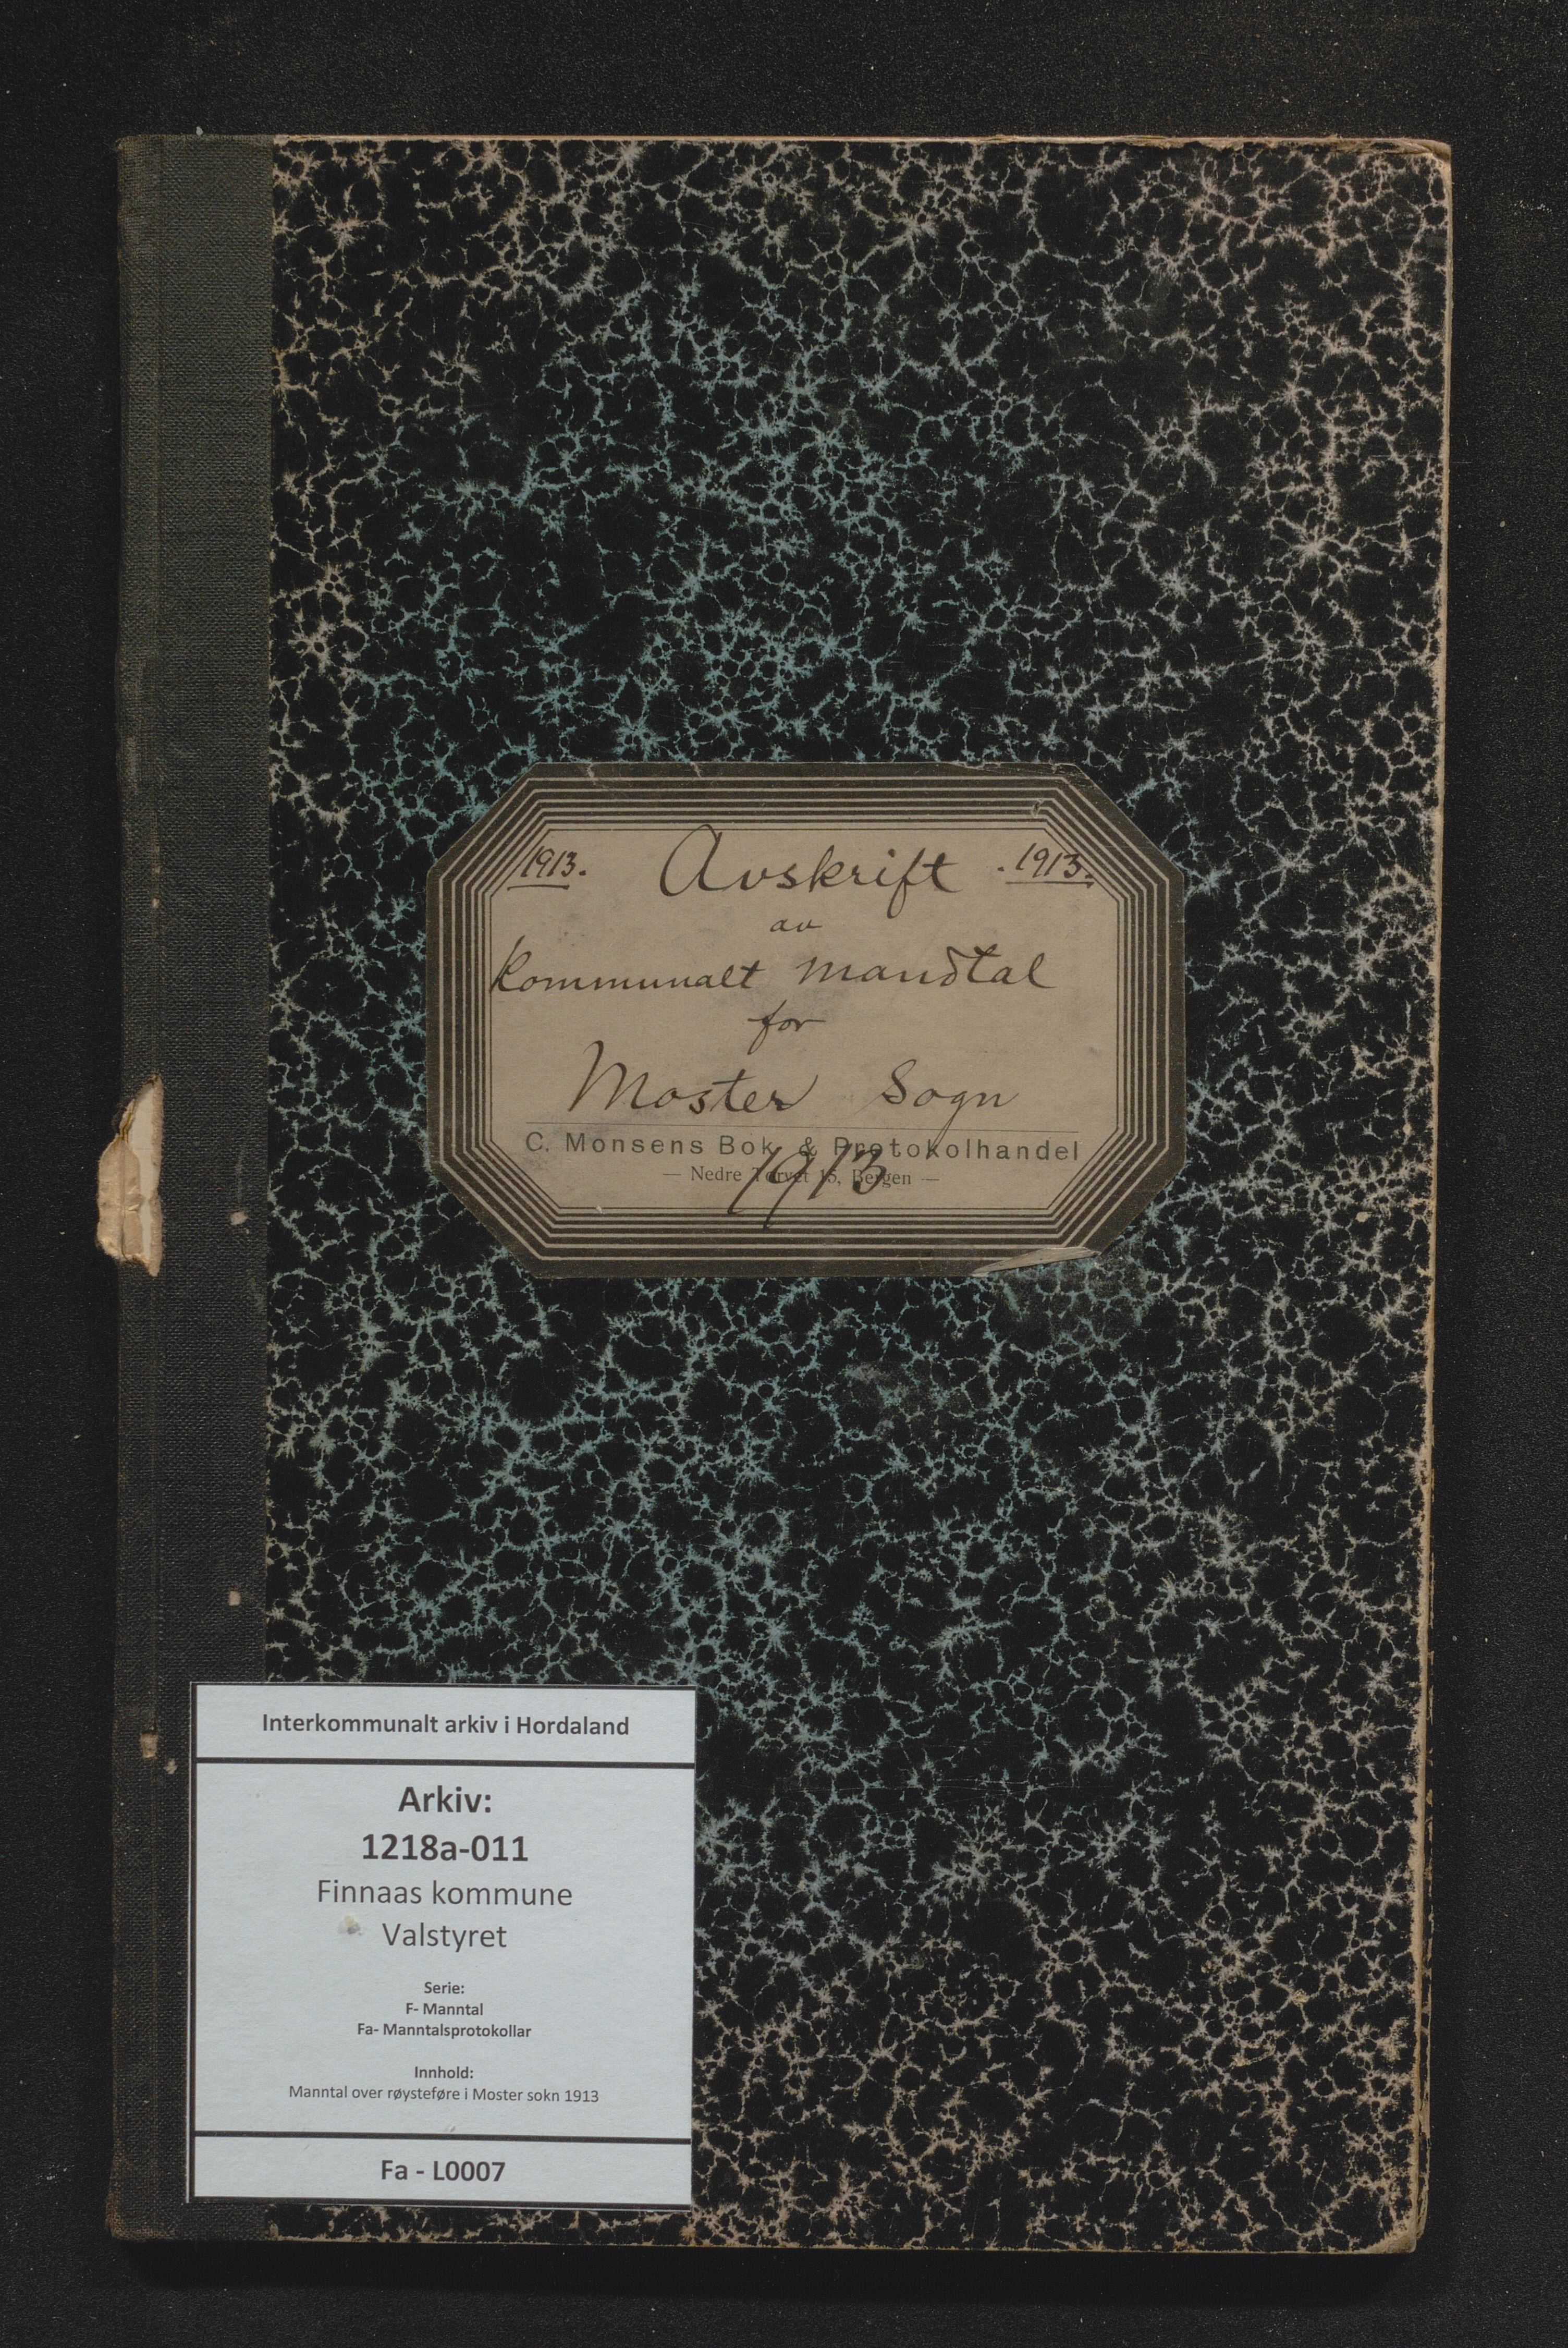 1913. Avskrift . 1913.
av
kommunalt mandtal
for
Moster Sogn
C. Monsens Bok & Protokolhandel
— Nedre Torvet 15, Bergen —
1913
Interkommunalt arkiv i Hordaland
Arkiv:
1218a-011
Finnaas kommune
Valstyret
Serie:
F- Manntal
Fa- Manntalsprotokollar
Innhold:
Manntal over røysteføre i Moster sokn 1913
Fa - L0007